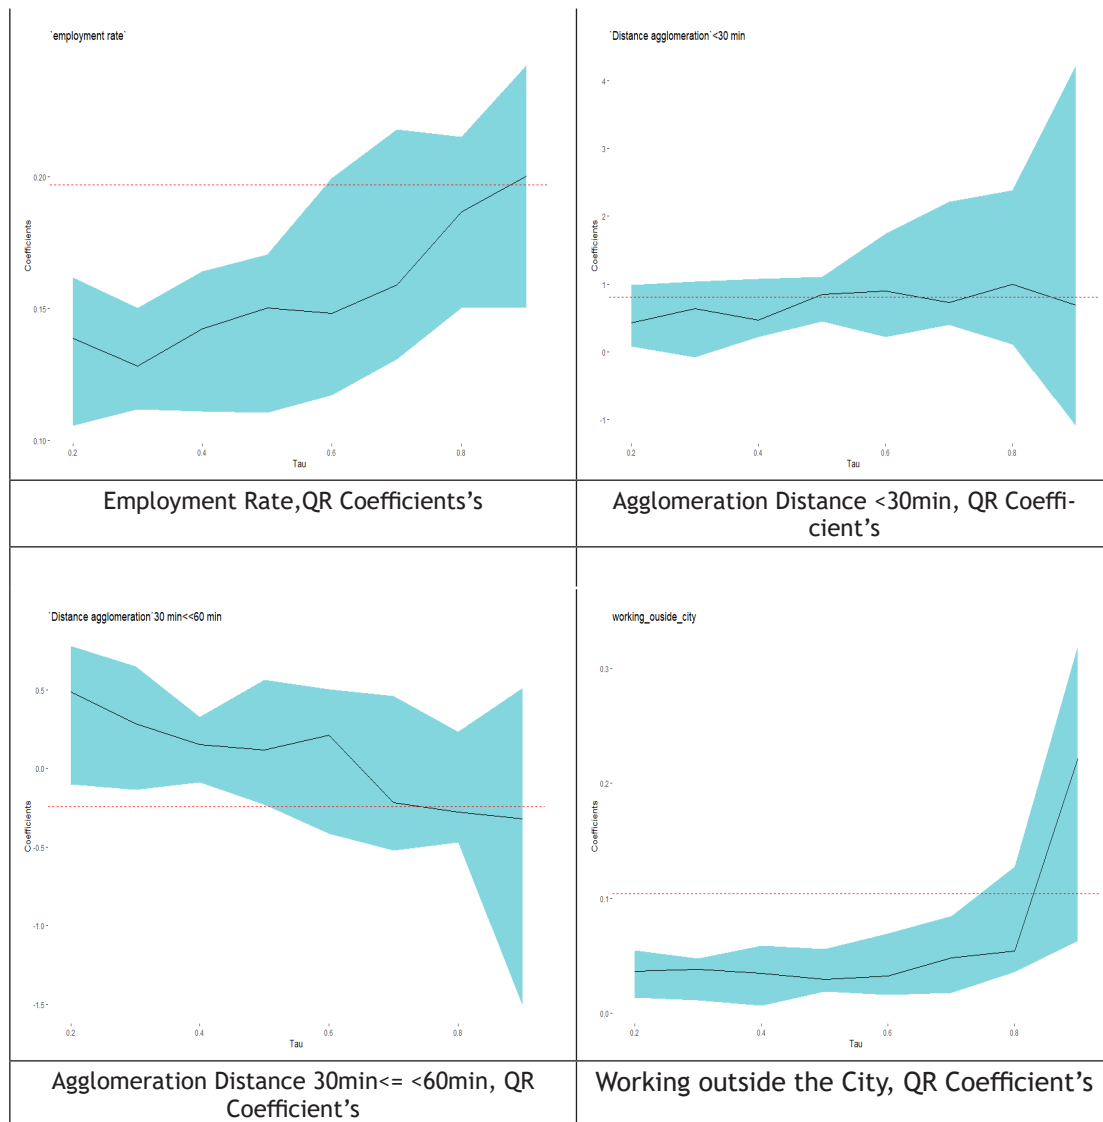 `employment rate`
0.20-
0.15-
0.10-
Coefficients
0.2
0.4
0.6
0.8
Tau
Employment Rate,QR Coefficients's
`Distance agglomeration`<30 min
4-
3-
2-
1-
0-
-1-
Coefficients
0.2
0.4
0.6
0.8
Tau
Agglomeration Distance <30min, QR Coeffi-
cient's
`Distance agglomeration`30 min<<60 min
0.5-
0.0-
-0.5-
-1.0-
-1.5-
Coefficients
0.2
0.4
0.6
0.8
Tau
Agglomeration Distance 30min<= <60min, QR
Coefficient's
working_ouside_city
0.3-
0.2-
0.1-
0.0-
Coefficients
0.2
0.4
0.6
0.8
Tau
Working outside the City, QR Coefficient's